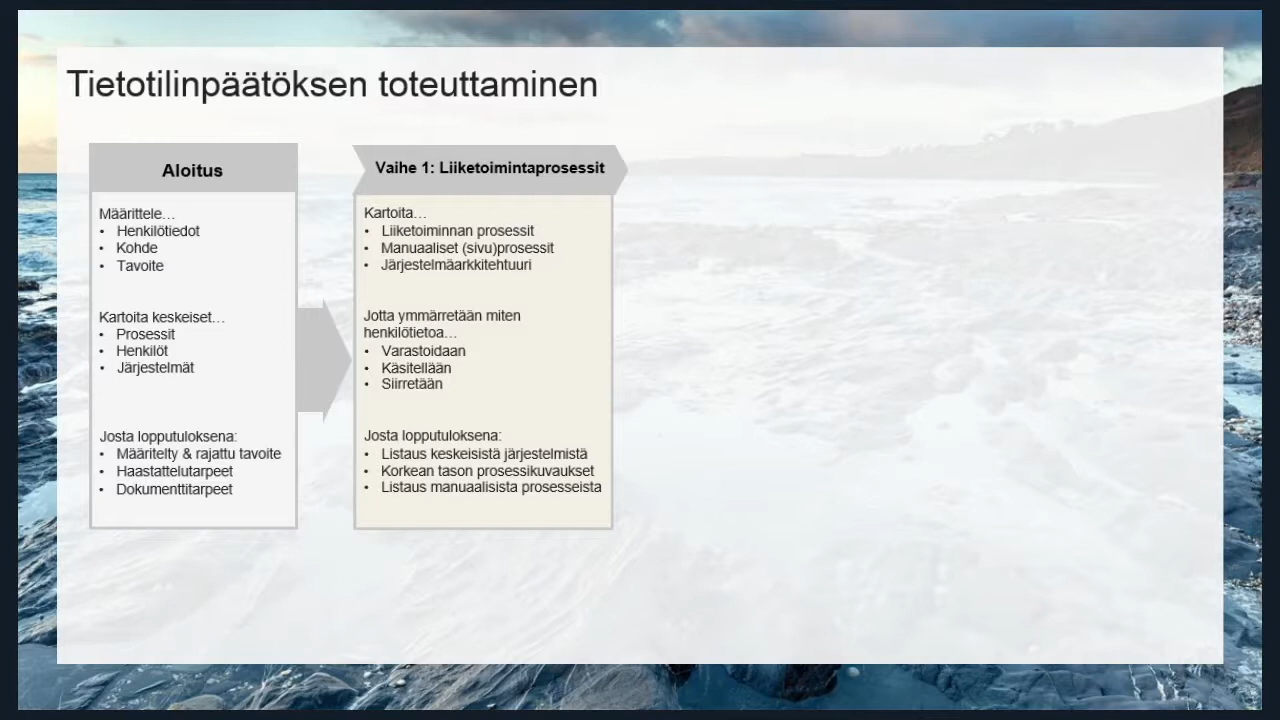 Tietotilinpäätöksen toteuttaminen
Aloitus
Määrittele…
• Henkilötiedot
• Kohde
• Tavoite
Kartoita keskeiset…
• Prosessit
• Henkilöt
• Järjestelmät
Josta lopputuloksena:
• Määritelty & rajattu tavoite
• Haastattelutarpeet
• Dokumenttitarpeet
Vaihe 1: Liiketoimintaprosessit
Kartoita…
• Liiketoiminnan prosessit
• Manuaaliset (sivu)prosessit
• Järjestelmäarkkitehtuuri
Jotta ymmärretään miten
henkilötietoa…
• Varastoidaan
• Käsitellään
• Siirretään
Josta lopputuloksena:
• Listaus keskeisistä järjestelmistä
• Korkean tason prosessikuvaukset
• Listaus manuaalisista prosesseista